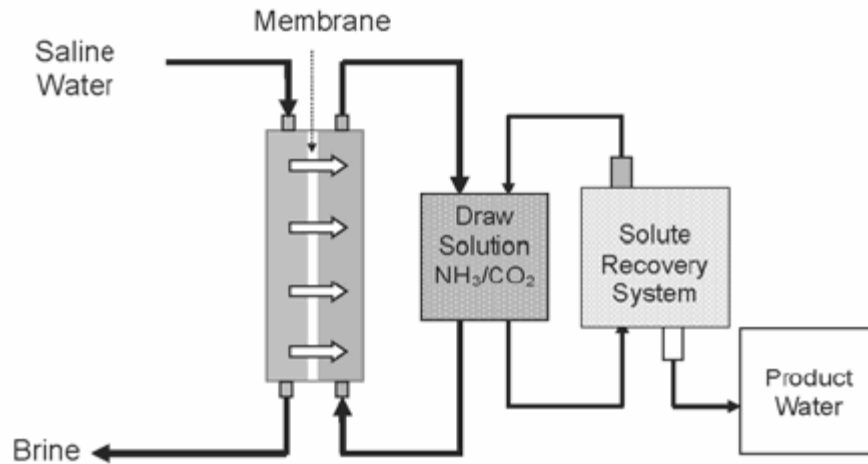 Membrane
Saline
Water
Draw
Solution
NH₃/CO₂
Solute
Recovery
System
Product
Water
Brine